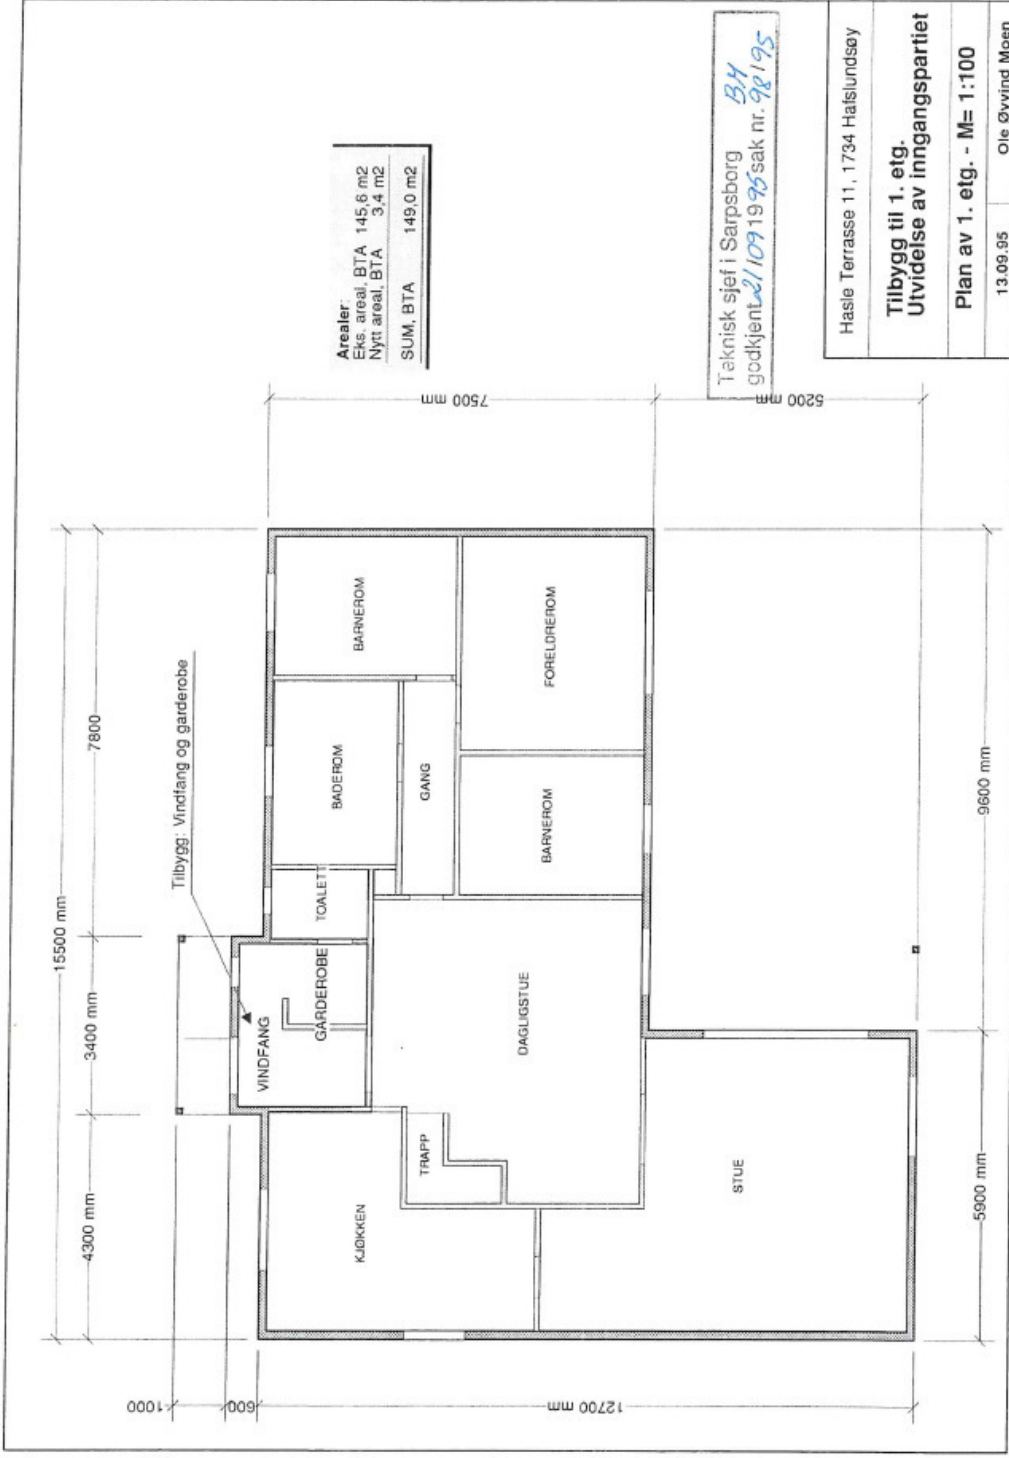 15500 mm
4300 mm
3400 mm
7800
Tilbygg: Vindfang og garderobe
1000
600
12700 mm
VINDFANG
GARDEROBE
TOALETT
BADEROM
BARNEROM
KJØKKEN
TRAPP
GANG
DAGLIGSTUE
BARNEROM
FORELDREROM
STUE
5900 mm
9600 mm
7500 mm
5200 mm
Arealer:
Eks. areal, BTA 145,6 m2
Nytt areal, BTA 3,4 m2
SUM, BTA 149,0 m2
Teknisk sjef i Sarpsborg BH
godkjent 21/09 1995 sak nr. 98/95
Hasle Terrasse 11, 1734 Hafslundsøy
Tilbygg til 1. etg.
Utvidelse av inngangspartiet
Plan av 1. etg. - M= 1:100
13.09.95 Ole Øyvind Moen